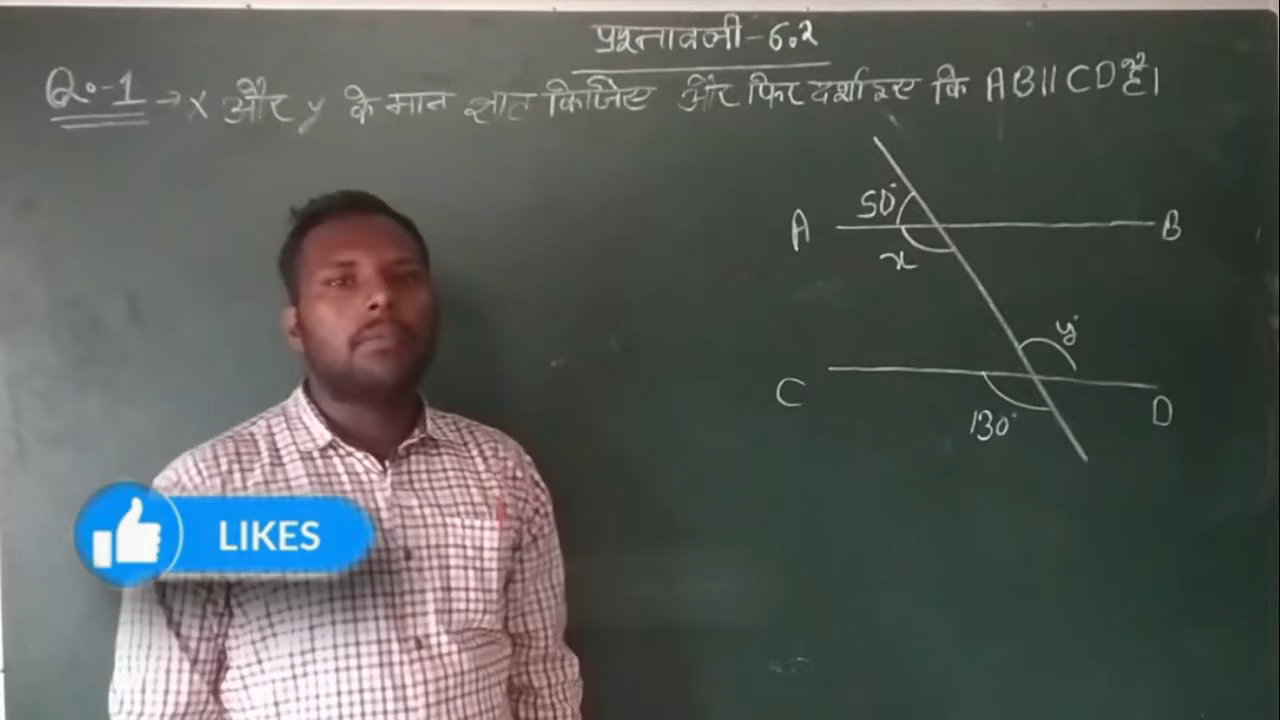 प्रश्नावली-6.2
Q.-1 → x और y के मान ज्ञात किजिए और फिर दर्शाइए कि AB||CD है।
50°
A
B
x
y°
C
D
130°
LIKES